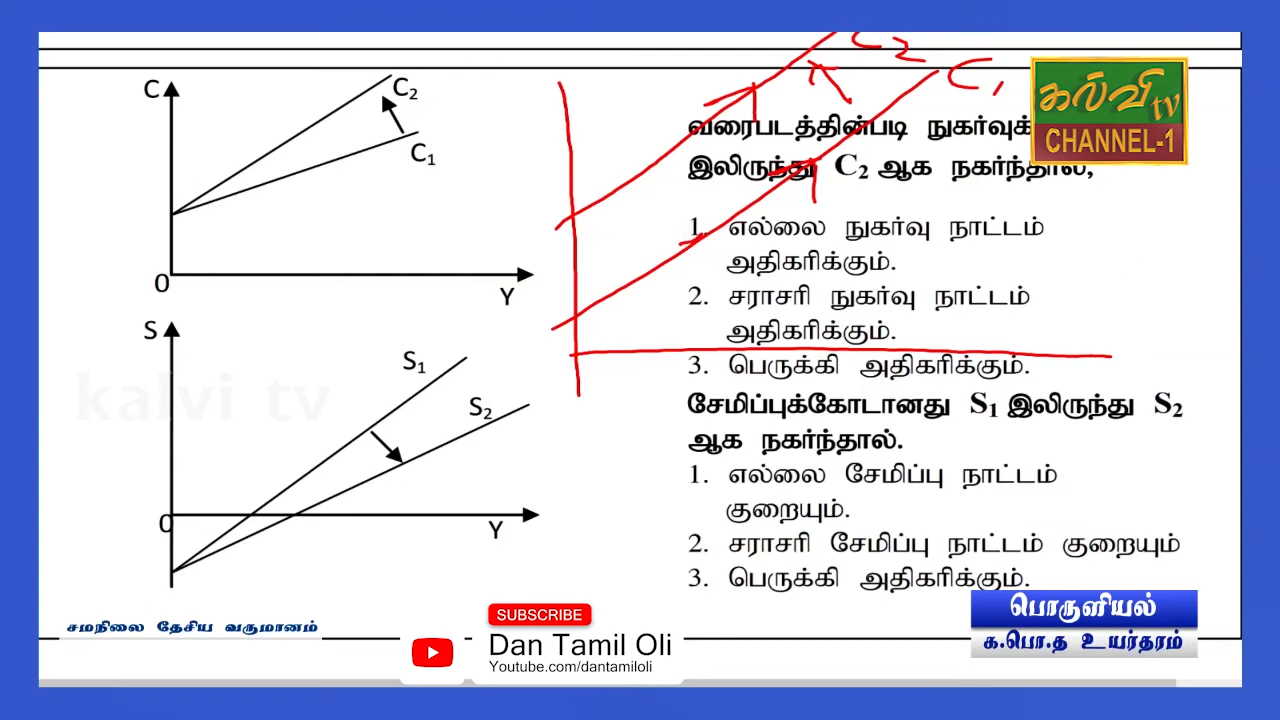 C
C₂
C₁
O
Y
C₂
C₁
கல்வி tv
CHANNEL-1
வரைபடத்தின்படி நுகர்வுக்
இலிருந்து C₂ ஆக நகர்ந்தால்,
1. எல்லை நுகர்வு நாட்டம்
அதிகரிக்கும்.
2. சராசரி நுகர்வு நாட்டம்
அதிகரிக்கும்.
3. பெருக்கி அதிகரிக்கும்.
S
S₁
S₂
O
Y
kalvi tv
சேமிப்புக்கோடானது S₁ இலிருந்து S₂
ஆக நகர்ந்தால்.
1. எல்லை சேமிப்பு நாட்டம்
குறையும்.
2. சராசரி சேமிப்பு நாட்டம் குறையும்
3. பெருக்கி அதிகரிக்கும்.
சமநிலை தேசிய வருமானம்
SUBSCRIBE
Dan Tamil Oli
Youtube.com/dantamiloli
பொருளியல்
க.பொ.த உயர்தரம்